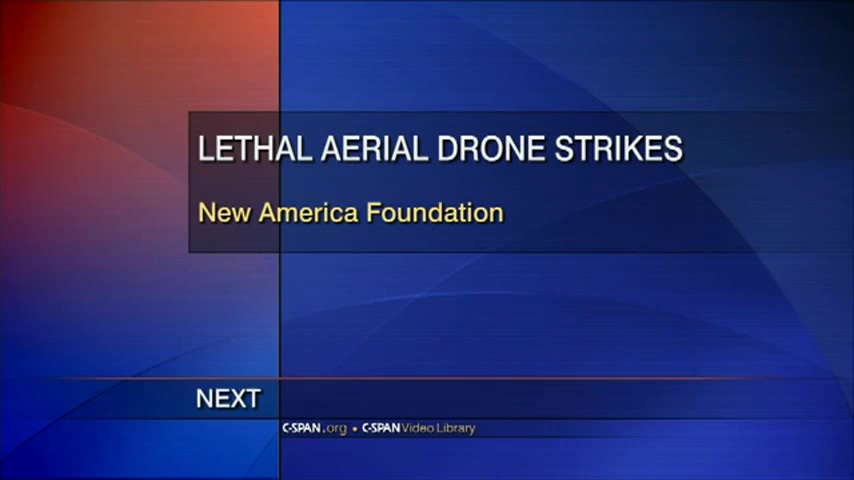 LETHAL AERIAL DRONE STRIKES
New America Foundation
NEXT
C-SPAN.org • C-SPAN Video Library